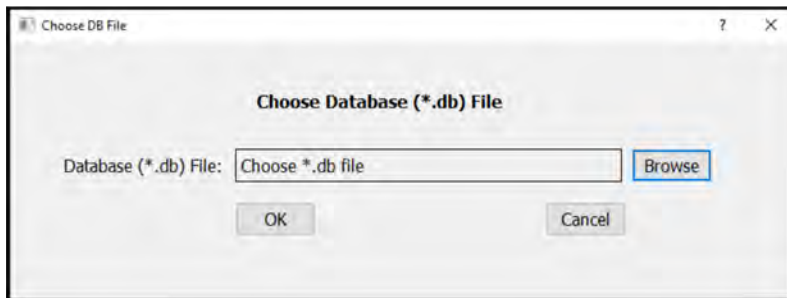 Choose DB File ? ×
Choose Database (*.db) File
Database (*.db) File: Choose *.db file Browse
OK Cancel